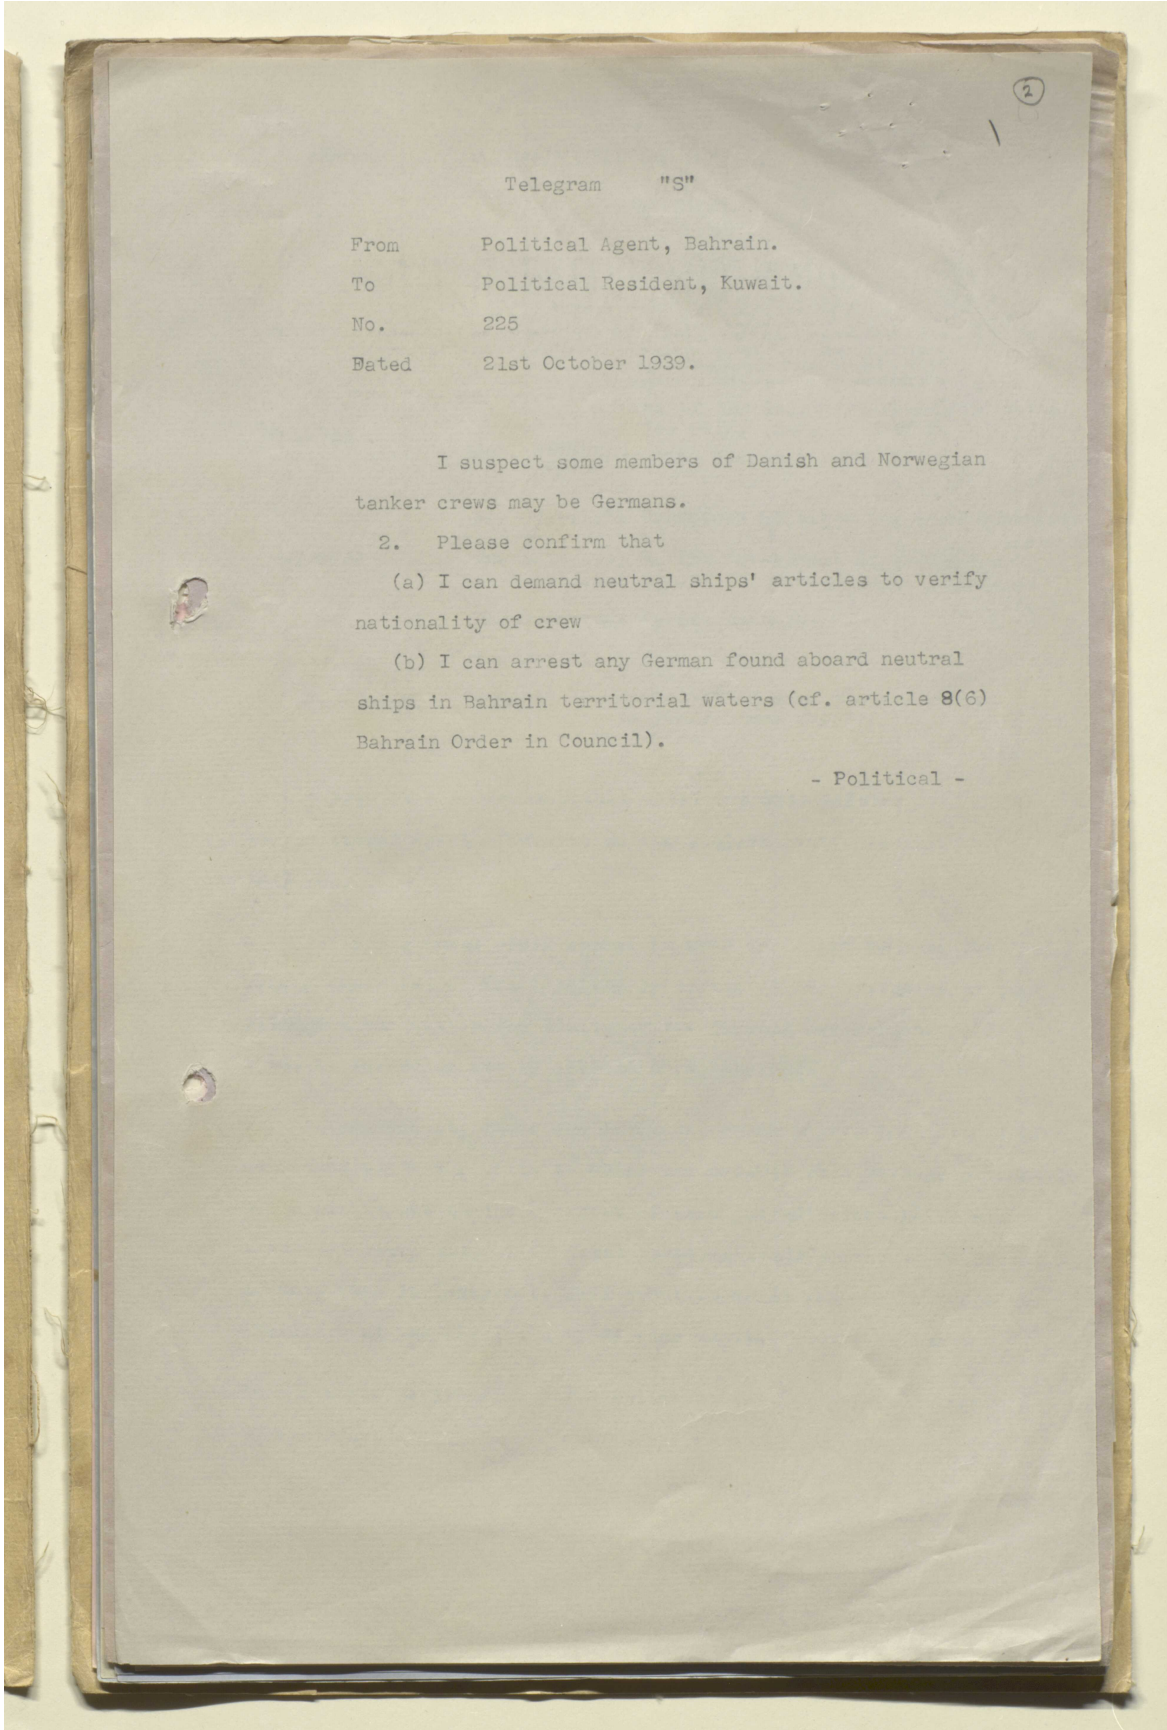 2
\
Telegram "S"
From Political Agent, Bahrain.
To Political Resident, Kuwait.
No. 225
Dated 21st October 1939.
I suspect some members of Danish and Norwegian
tanker crews may be Germans.
2. Please confirm that
(a) I can demand neutral ships' articles to verify
nationality of crew
(b) I can arrest any German found aboard neutral
ships in Bahrain territorial waters (cf. article 8(6)
Bahrain Order in Council).
- Political -